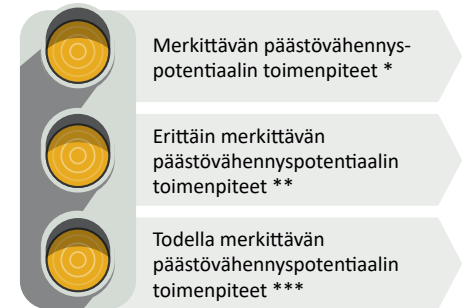 Merkittävän päästövähennys-
potentiaalin toimenpiteet *
Erittäin merkittävän
päästövähennyspotentiaalin
toimenpiteet **
Todella merkittävän
päästövähennyspotentiaalin
toimenpiteet ***